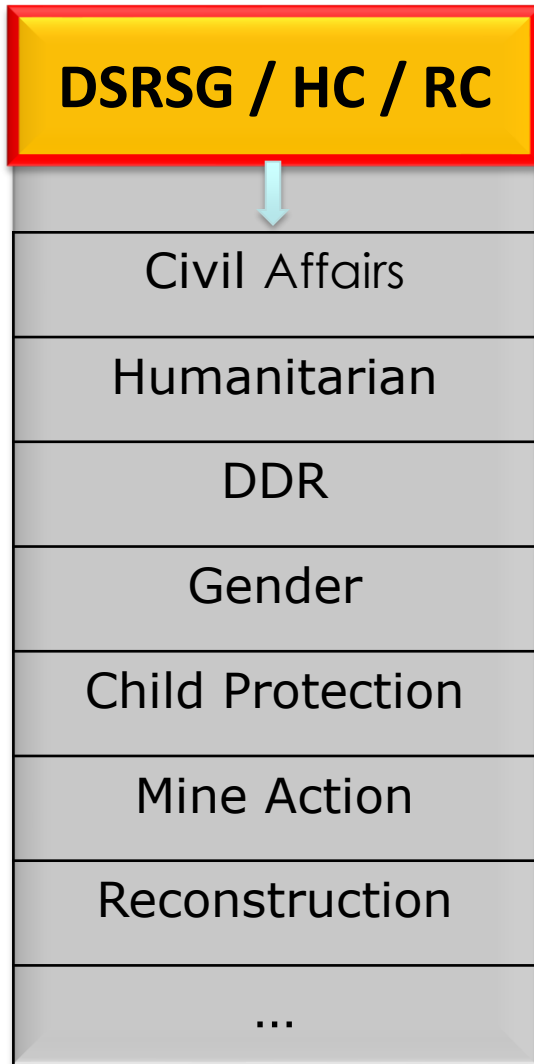 DSRSG / HC / RC
Civil Affairs
Humanitarian
DDR
Gender
Child Protection
Mine Action
Reconstruction
...